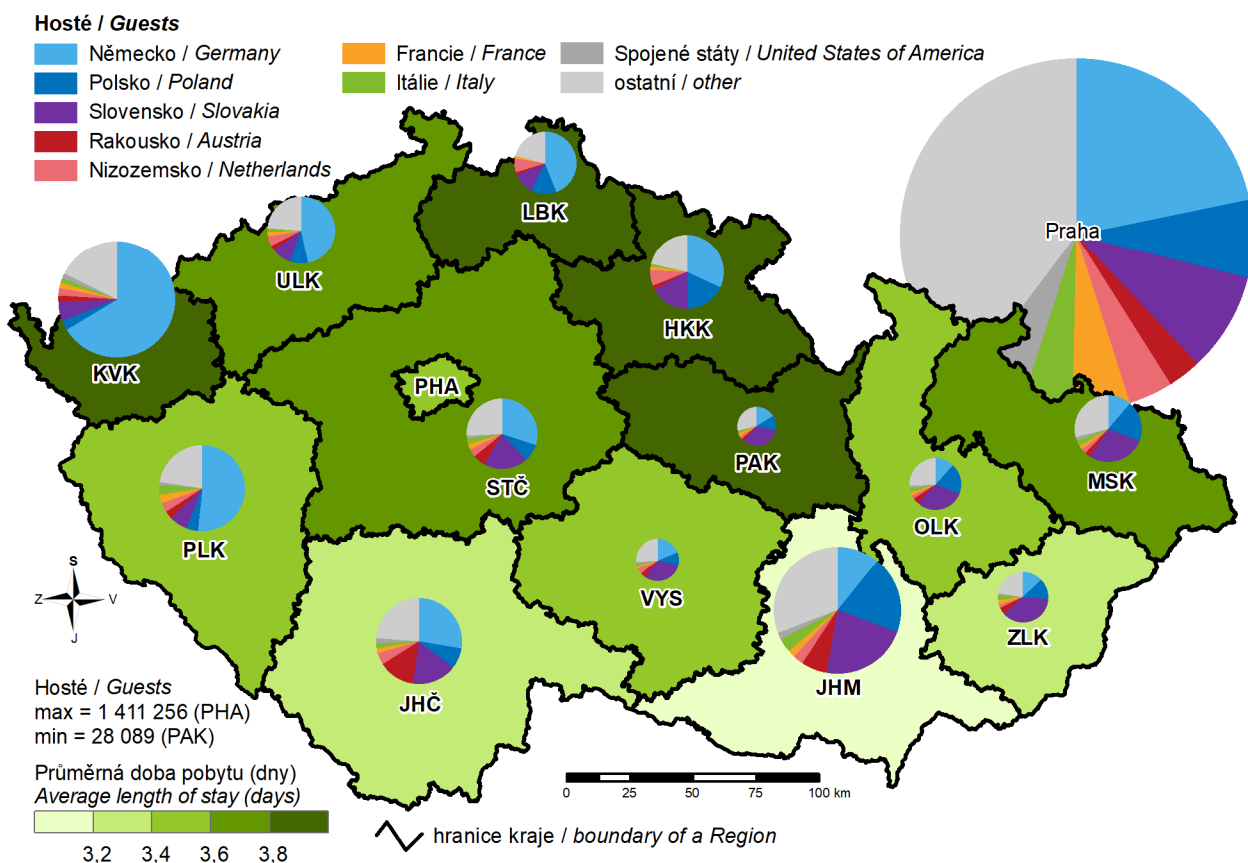 Hosté / Guests
Německo / Germany
Polsko / Poland
Slovensko / Slovakia
Rakousko / Austria
Nizozemsko / Netherlands
Francie / France
Itálie / Italy
Spojené státy / United States of America
ostatní / other
Praha
LBK
ULK
HKK
KVK
PHA
PAK
STČ
MSK
OLK
PLK
VYS
ZLK
JHČ
JHM
S
Z
V
J
Hosté / Guests
max = 1 411 256 (PHA)
min = 28 089 (PAK)
Průměrná doba pobytu (dny)
Average length of stay (days)
3,2 3,4 3,6 3,8
0 25 50 75 100 km
hranice kraje / boundary of a Region